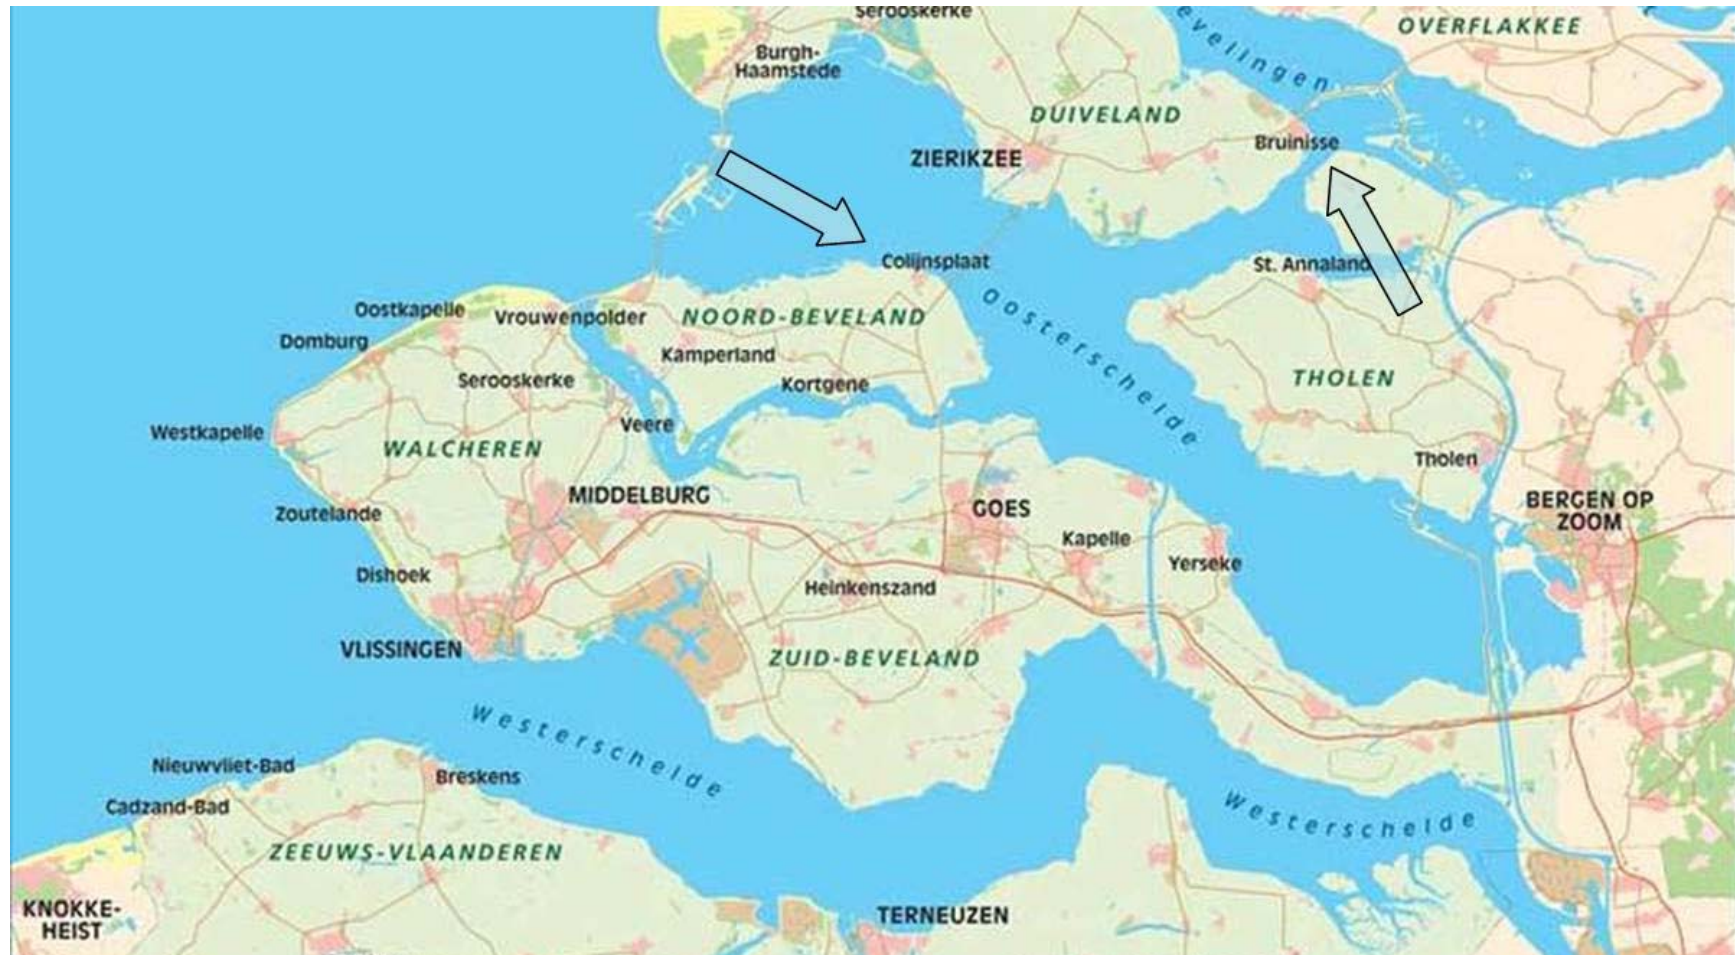 Serooskerke
OVERFLAKKEE
Burgh-
Haamstede
evelingen
DUIVELAND
Bruinisse
ZIERIKZEE
Colijnsplaat
St. Annaland
Oostkapelle
Vrouwenpolder
NOORD-BEVELAND
Oosterschelde
Domburg
Kamperland
Serooskerke
Kortgene
THOLEN
Westkapelle
Veere
WALCHEREN
Tholen
MIDDELBURG
GOES
BERGEN OP
ZOOM
Zoutelande
Kapelle
Yerseke
Dishoek
Heinkenszand
VLISSINGEN
ZUID-BEVELAND
Westerschelde
Nieuwvliet-Bad
Breskens
Cadzand-Bad
Westerschelde
ZEEUWS-VLAANDEREN
KNOKKE-
HEIST
TERNEUZEN